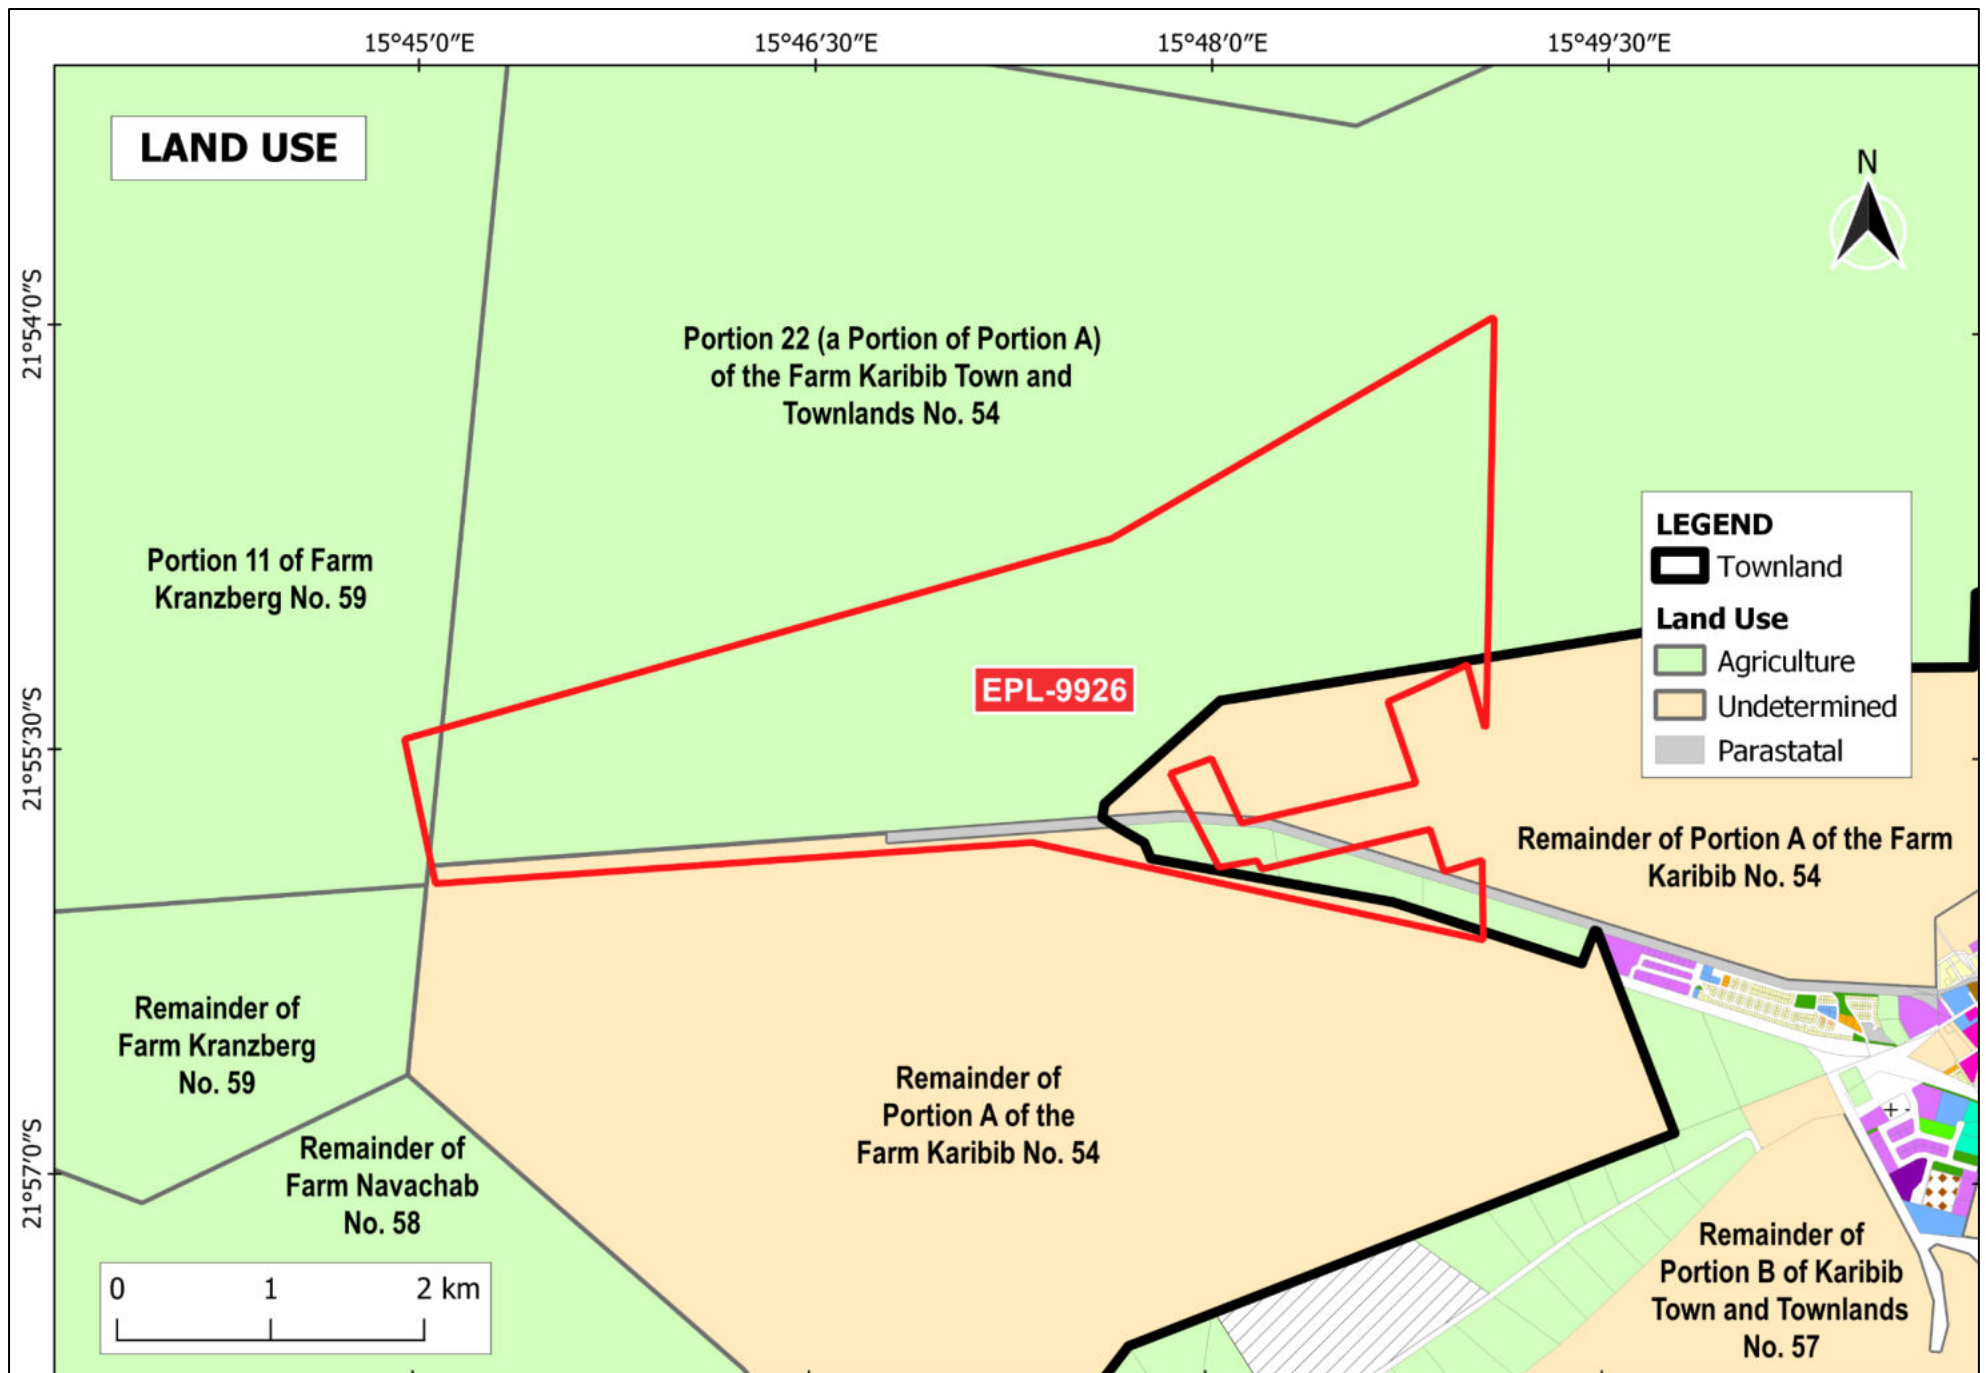 15°45′0″E
15°46′30″E
15°48′0″E
15°49′30″E
LAND USE
N
21°54′0″S
21°55′30″S
21°57′0″S
Portion 22 (a Portion of Portion A)
of the Farm Karibib Town and
Townlands No. 54
Portion 11 of Farm
Kranzberg No. 59
EPL-9926
LEGEND
Townland
Land Use
Agriculture
Undetermined
Parastatal
Remainder of Portion A of the Farm
Karibib No. 54
Remainder of
Farm Kranzberg
No. 59
Remainder of
Portion A of the
Farm Karibib No. 54
Remainder of
Farm Navachab
No. 58
Remainder of
Portion B of Karibib
Town and Townlands
No. 57
0 1 2 km